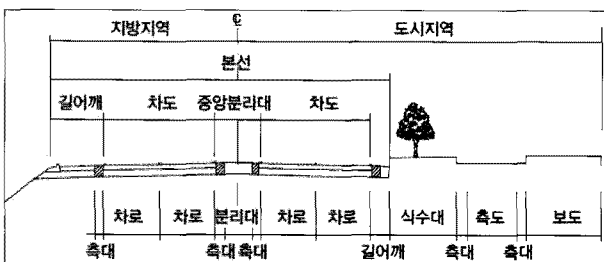 지방지역 ℄ 도시지역
본선
길어깨 차도 중앙분리대 차도
차로 차로 분리대 차로 차로 식수대 측도 보도
측대 측대 측대 길어깨 측대 측대